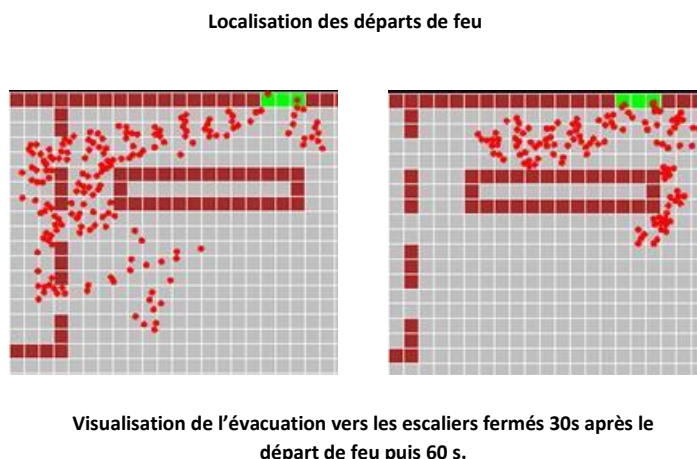 Localisation des départs de feu
Visualisation de l’évacuation vers les escaliers fermés 30s après le
départ de feu puis 60 s.